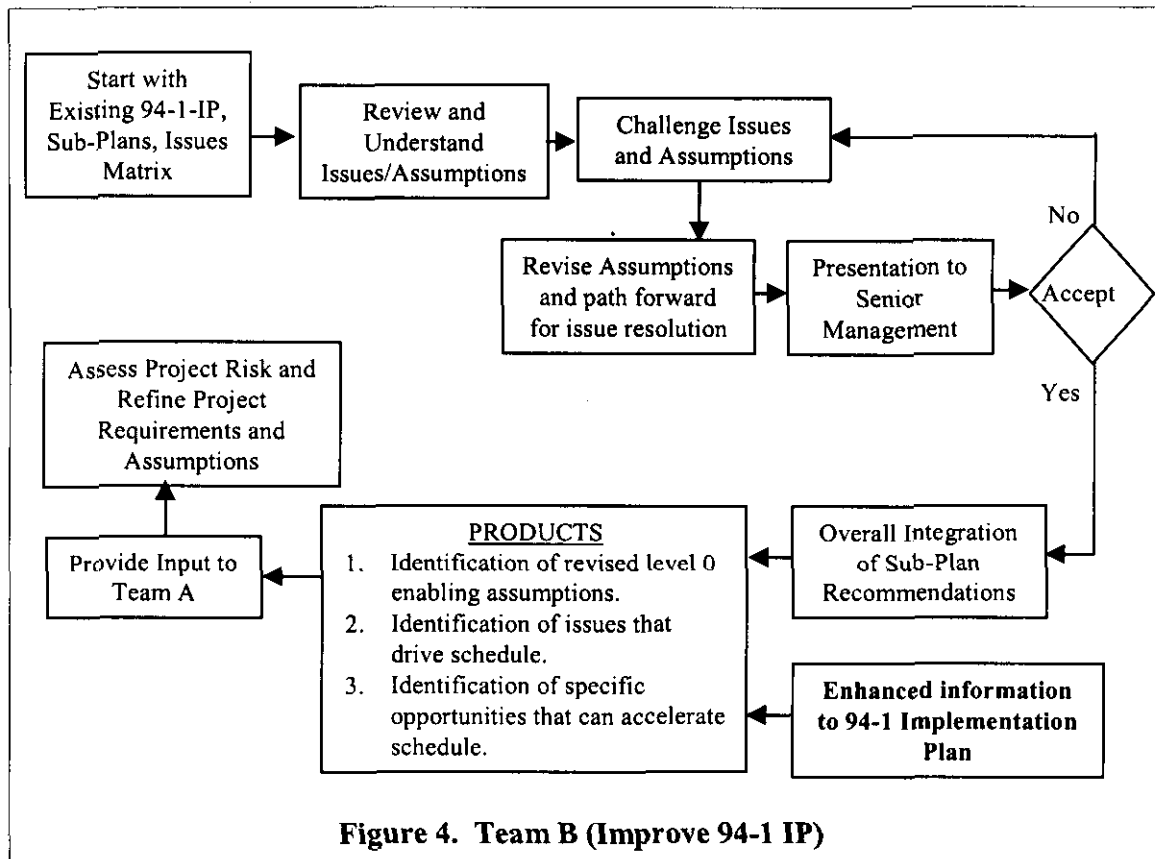 Start with
Existing 94-1-IP,
Sub-Plans, Issues
Matrix
Review and
Understand
Issues/Assumptions
Challenge Issues
and Assumptions
No
Revise Assumptions
and path forward
for issue resolution
Presentation to
Senior
Management
Accept
Yes
Assess Project Risk and
Refine Project
Requirements and
Assumptions
Provide Input to
Team A
PRODUCTS
1. Identification of revised level 0
enabling assumptions.
2. Identification of issues that
drive schedule.
3. Identification of specific
opportunities that can accelerate
schedule.
Overall Integration
of Sub-Plan
Recommendations
Enhanced information
to 94-1 Implementation
Plan
Figure 4. Team B (Improve 94-1 IP)